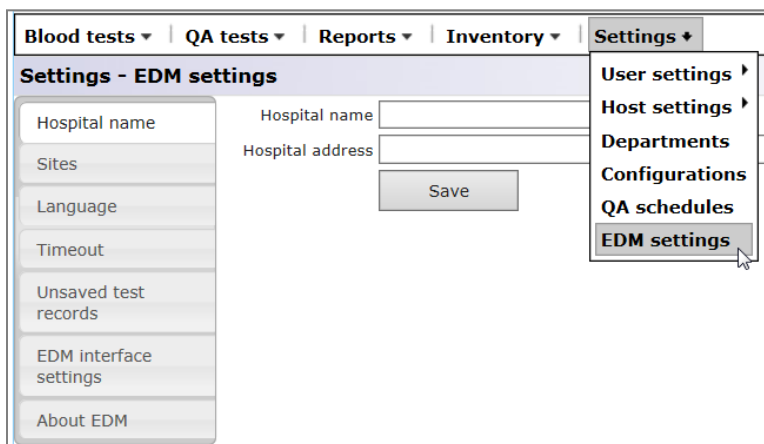 Blood tests QA tests Reports Inventory Settings
Settings - EDM settings
User settings
Host settings
Departments
Configurations
QA schedules
EDM settings
Hospital name
Sites
Language
Timeout
Unsaved test
records
EDM interface
settings
About EDM
Hospital name
Hospital address
Save